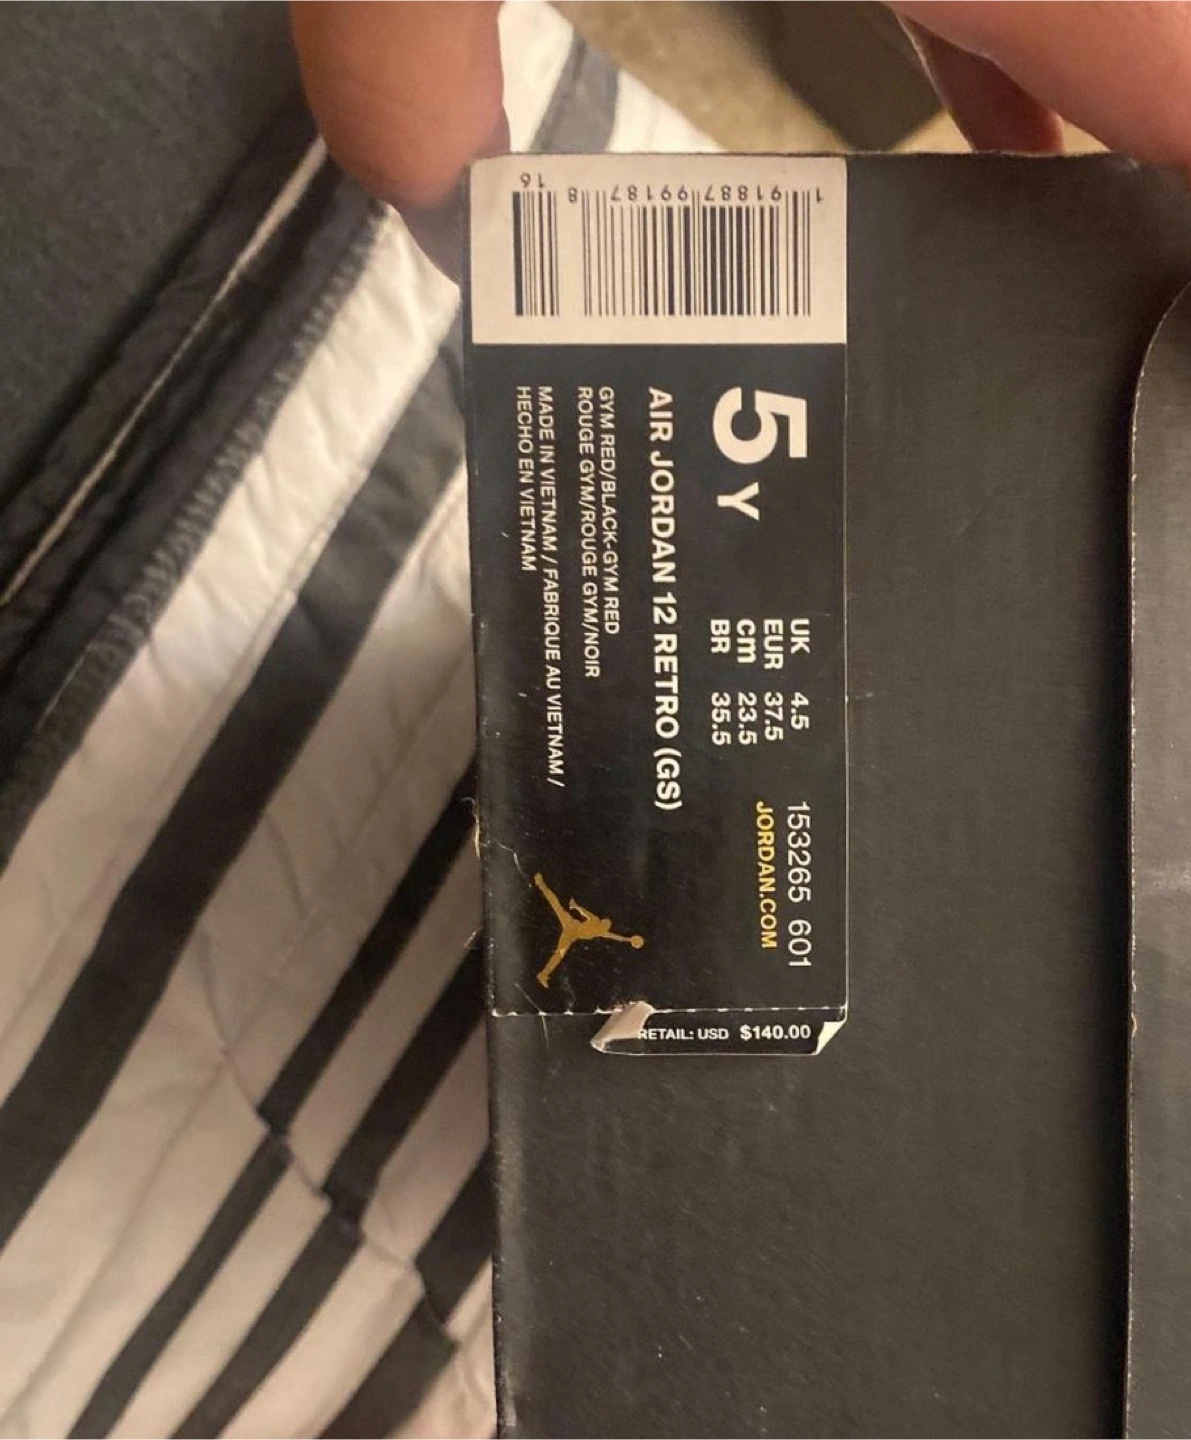 5 Y
UK 4.5
EUR 37.5
cm 23.5
BR 35.5
153265 601
JORDAN.COM
AIR JORDAN 12 RETRO (GS)
GYM RED/BLACK-GYM RED
ROUGE GYM/ROUGE GYM/NOIR
MADE IN VIETNAM / FABRIQUE AU VIETNAM /
HECHO EN VIETNAM
RETAIL: USD $140.00
1 91887 99187 8
16